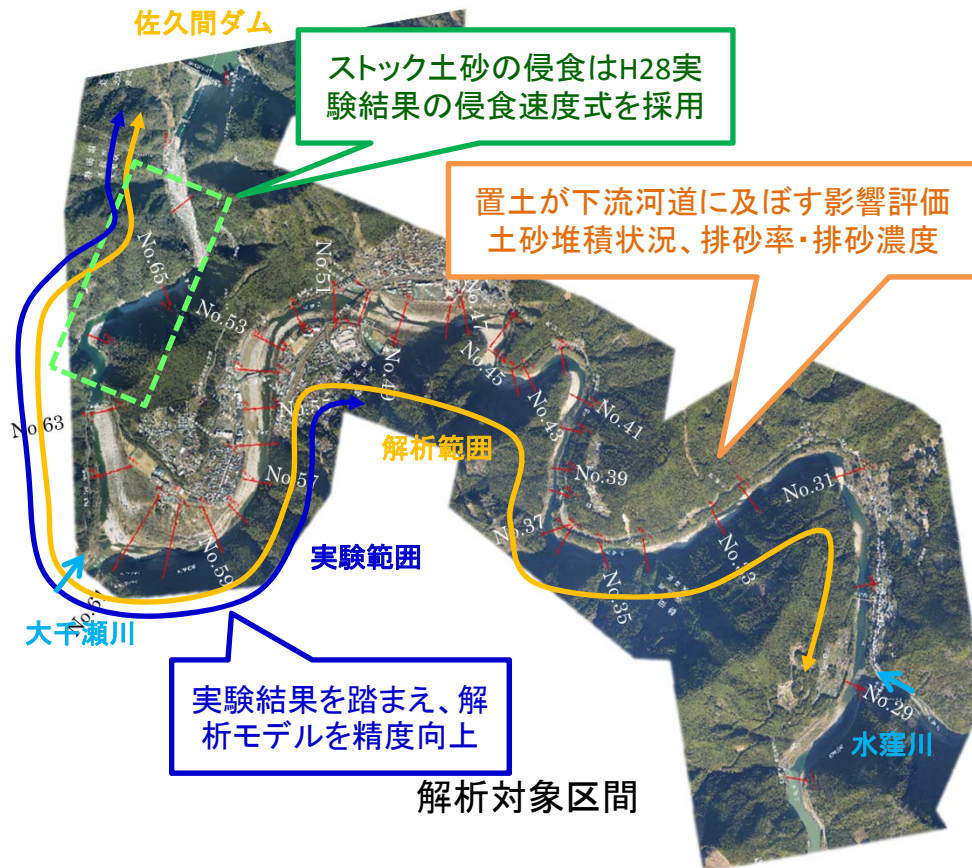 佐久間ダム
ストック土砂の侵食はH28実
験結果の侵食速度式を採用
置土が下流河道に及ぼす影響評価
土砂堆積状況、排砂率・排砂濃度
No.65
No.51
No.53
No.47
No.49
No.45
No.63
No.43
No.41
解析範囲
No.57
No.39
No.31
No.37
実験範囲
No.59
No.33
No.35
No.61
大千瀬川
実験結果を踏まえ、解
析モデルを精度向上
No.29
水窪川
解析対象区間